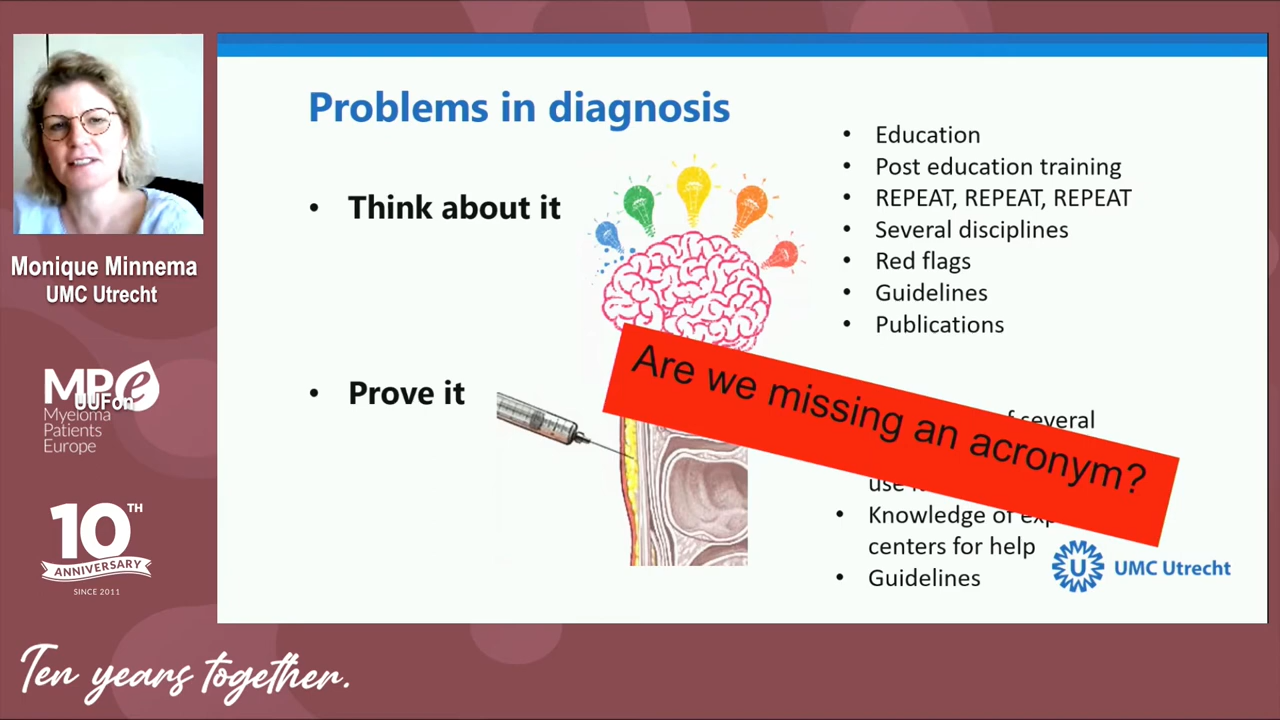 Problems in diagnosis
• Think about it
• Education
• Post education training
• REPEAT, REPEAT, REPEAT
• Several disciplines
• Red flags
• Guidelines
• Publications
• Prove it
Are we missing an acronym?
several
use
• Knowledge of
centers for help
• Guidelines
UMC Utrecht
Monique Minnema
UMC Utrecht
MPe
UUFon
Myeloma
Patients
Europe
10TH
ANNIVERSARY
SINCE 2011
Ten years together.